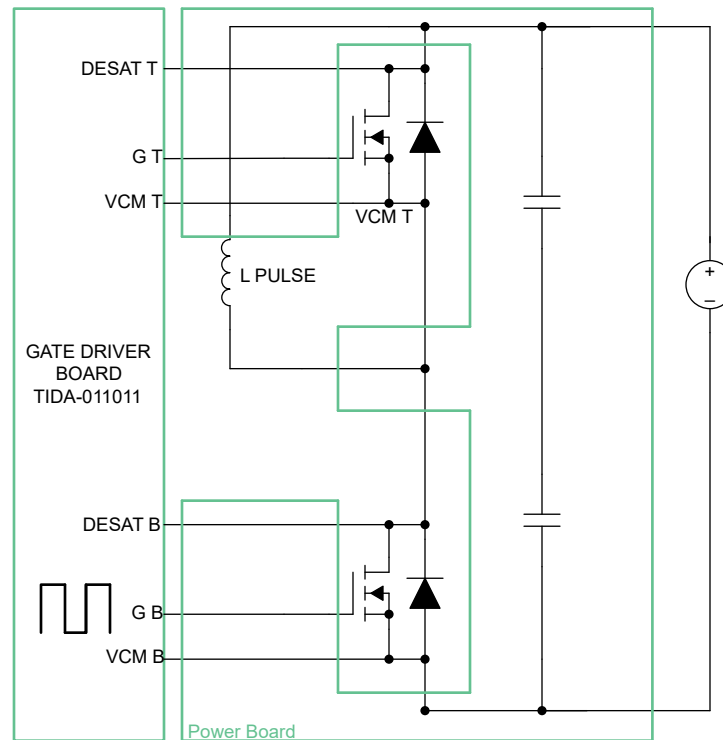 DESAT T
G T
VCM T
VCM T
L PULSE
+
–
GATE DRIVER
BOARD
TIDA-011011
DESAT B
G B
VCM B
Power Board